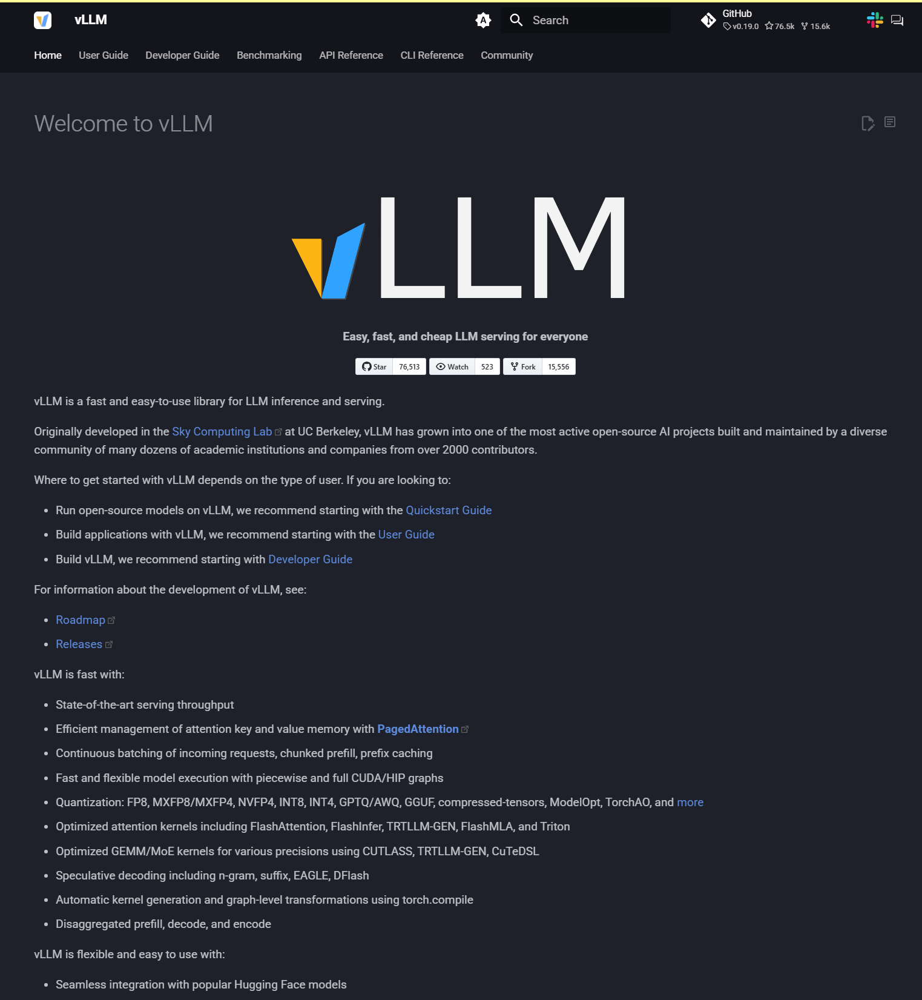 vLLM
Search
GitHub
v0.19.0 76.5k 15.6k
Home User Guide Developer Guide Benchmarking API Reference CLI Reference Community
Welcome to vLLM
vLLM
Easy, fast, and cheap LLM serving for everyone
Star 76,513 Watch 523 Fork 15,556
vLLM is a fast and easy-to-use library for LLM inference and serving.
Originally developed in the Sky Computing Lab at UC Berkeley, vLLM has grown into one of the most active open-source AI projects built and maintained by a diverse
community of many dozens of academic institutions and companies from over 2000 contributors.
Where to get started with vLLM depends on the type of user. If you are looking to:
• Run open-source models on vLLM, we recommend starting with the Quickstart Guide
• Build applications with vLLM, we recommend starting with the User Guide
• Build vLLM, we recommend starting with Developer Guide
For information about the development of vLLM, see:
• Roadmap
• Releases
vLLM is fast with:
• State-of-the-art serving throughput
• Efficient management of attention key and value memory with PagedAttention
• Continuous batching of incoming requests, chunked prefill, prefix caching
• Fast and flexible model execution with piecewise and full CUDA/HIP graphs
• Quantization: FP8, MXFP8/MXFP4, NVFP4, INT8, INT4, GPTQ/AWQ, GGUF, compressed-tensors, ModelOpt, TorchAO, and more
• Optimized attention kernels including FlashAttention, FlashInfer, TRTLLM-GEN, FlashMLA, and Triton
• Optimized GEMM/MoE kernels for various precisions using CUTLASS, TRTLLM-GEN, CuTeDSL
• Speculative decoding including n-gram, suffix, EAGLE, DFlash
• Automatic kernel generation and graph-level transformations using torch.compile
• Disaggregated prefill, decode, and encode
vLLM is flexible and easy to use with:
• Seamless integration with popular Hugging Face models